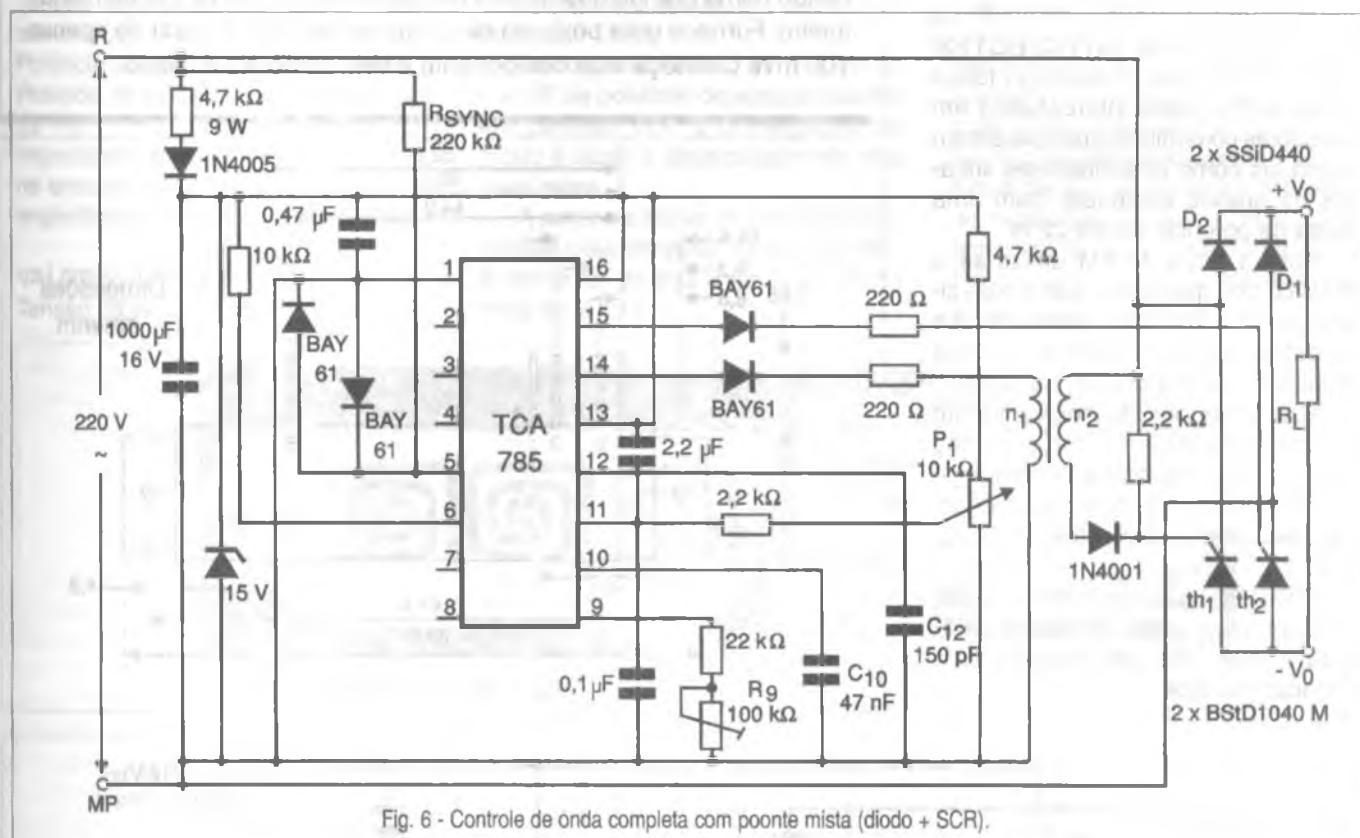 R
4,7 kΩ
9 W
1N4005
RSYNC
220 kΩ
0,47 µF
10 kΩ
1000µF
16 V
220 V
~
15 V
MP
BAY
61
BAY
61
1
2
3
4
5
6
7
8
TCA
785
16
15
14
13
12
11
10
9
BAY61
BAY61
220 Ω
220 Ω
4,7 kΩ
2,2 µF
2,2 kΩ
P1
10 kΩ
n1
n2
2,2 kΩ
1N4001
22 kΩ
R9
100 kΩ
0,1 µF
C10
47 nF
C12
150 pF
2 x SSiD440
+ V0
D2
D1
RL
th1
th2
- V0
2 x BStD1040 M
Fig. 6 - Controle de onda completa com poonte mista (diodo + SCR).